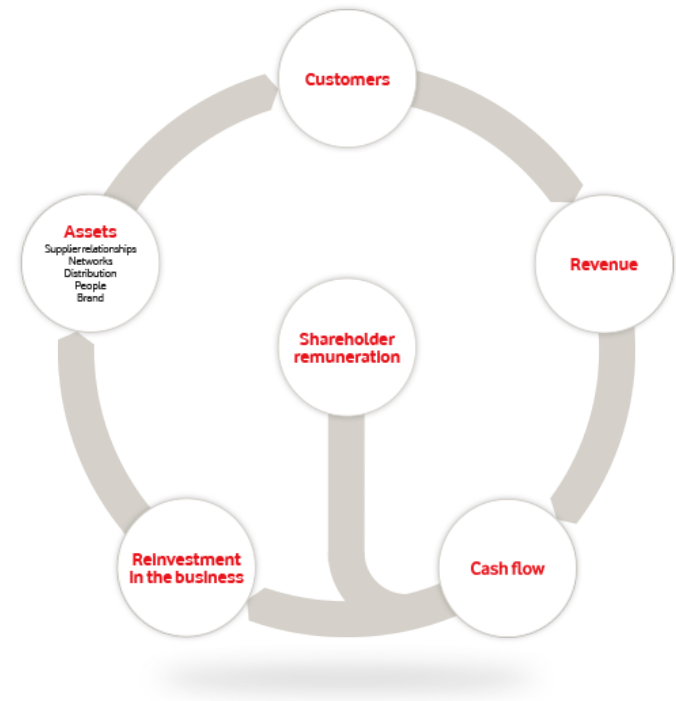 Customers
Assets
Supplier relationships
Networks
Distribution
People
Brand
Revenue
Shareholder
remuneration
Reinvestment
in the business
Cash flow